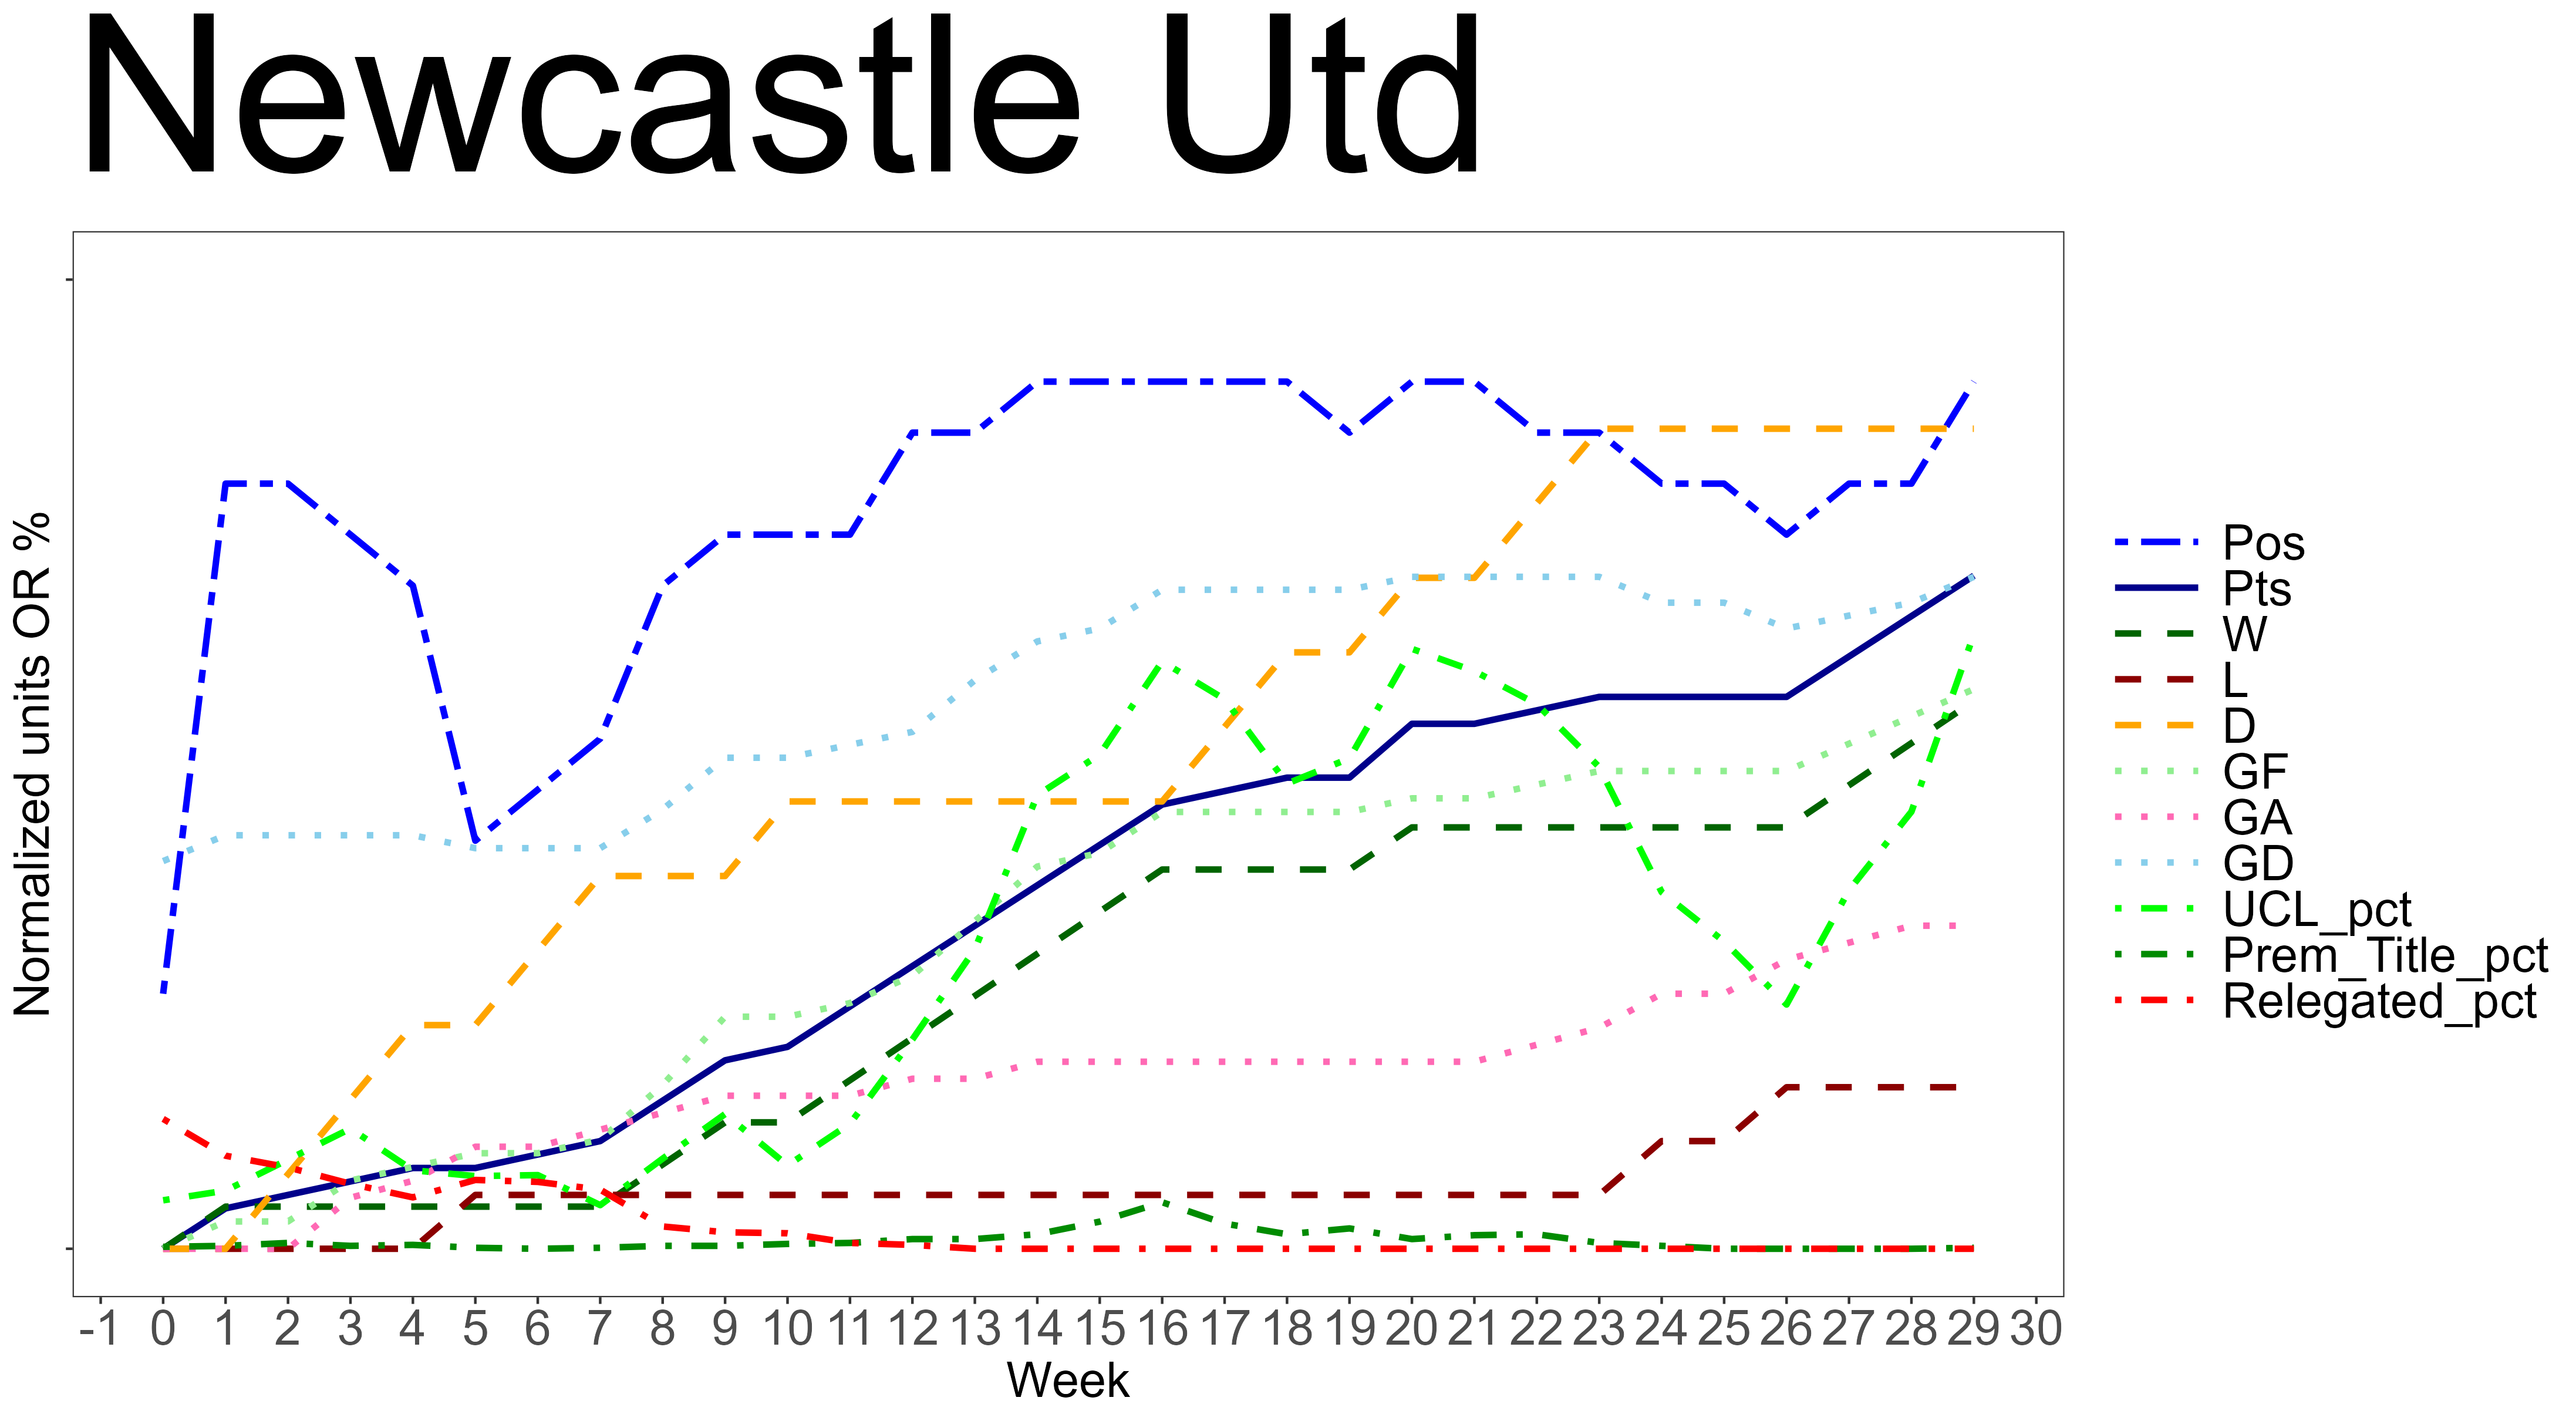 Newcastle Utd
Normalized units OR %
-1 0 1 2 3 4 5 6 7 8 9 10 11 12 13 14 15 16 17 18 19 20 21 22 23 24 25 26 27 28 29 30
Week
Pos
Pts
W
L
D
GF
GA
GD
UCL_pct
Prem_Title_pct
Relegated_pct